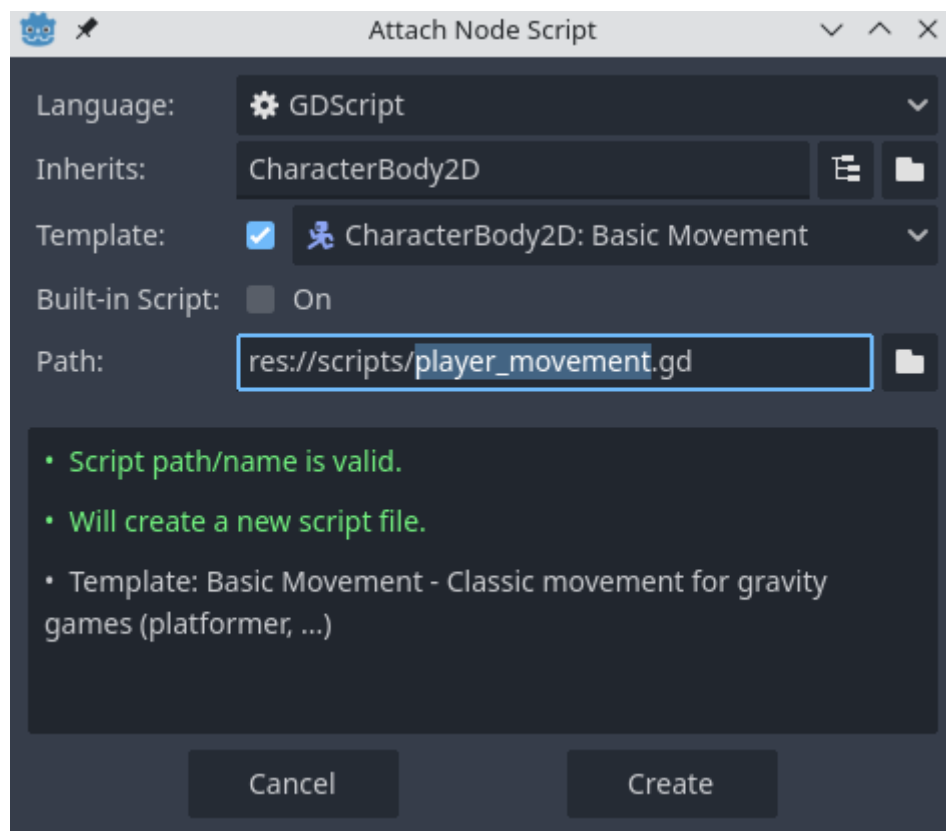 Attach Node Script
Language: GDScript
Inherits: CharacterBody2D
Template: CharacterBody2D: Basic Movement
Built-in Script: On
Path: res://scripts/player_movement.gd
• Script path/name is valid.
• Will create a new script file.
• Template: Basic Movement - Classic movement for gravity
games (platformer, ...)
Cancel Create